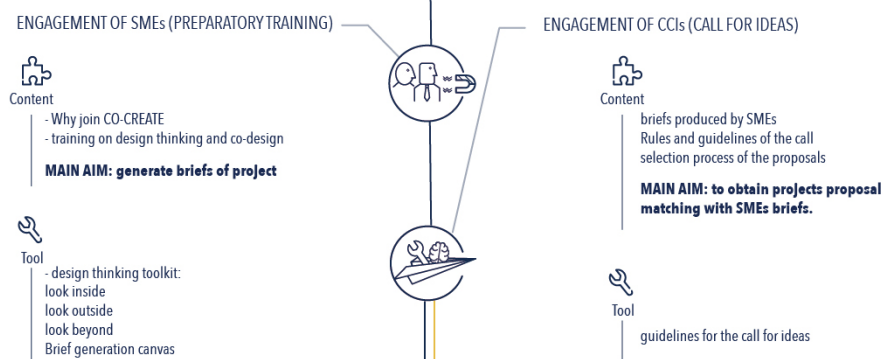 ENGAGEMENT OF SMEs (PREPARATORY TRAINING)
Content
- Why join CO-CREATE
- training on design thinking and co-design
MAIN AIM: generate briefs of project
Tool
- design thinking toolkit:
look inside
look outside
look beyond
Brief generation canvas
ENGAGEMENT OF CCIs (CALL FOR IDEAS)
Content
briefs produced by SMEs
Rules and guidelines of the call
selection process of the proposals
MAIN AIM: to obtain projects proposal
matching with SMEs briefs.
Tool
guidelines for the call for ideas